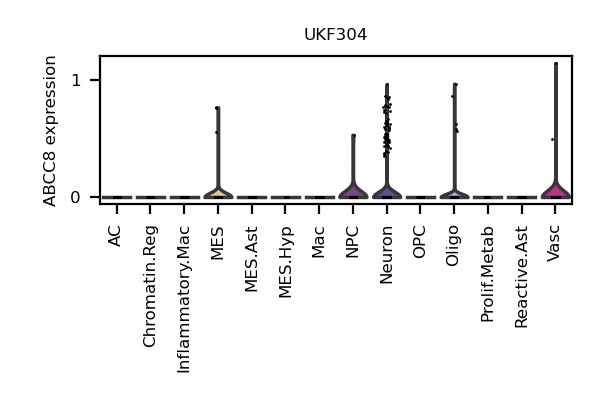 UKF304
ABCC8 expression
1
0
AC
Chromatin.Reg
Inflammatory.Mac
MES
MES.Ast
MES.Hyp
Mac
NPC
Neuron
OPC
Oligo
Prolif.Metab
Reactive.Ast
Vasc